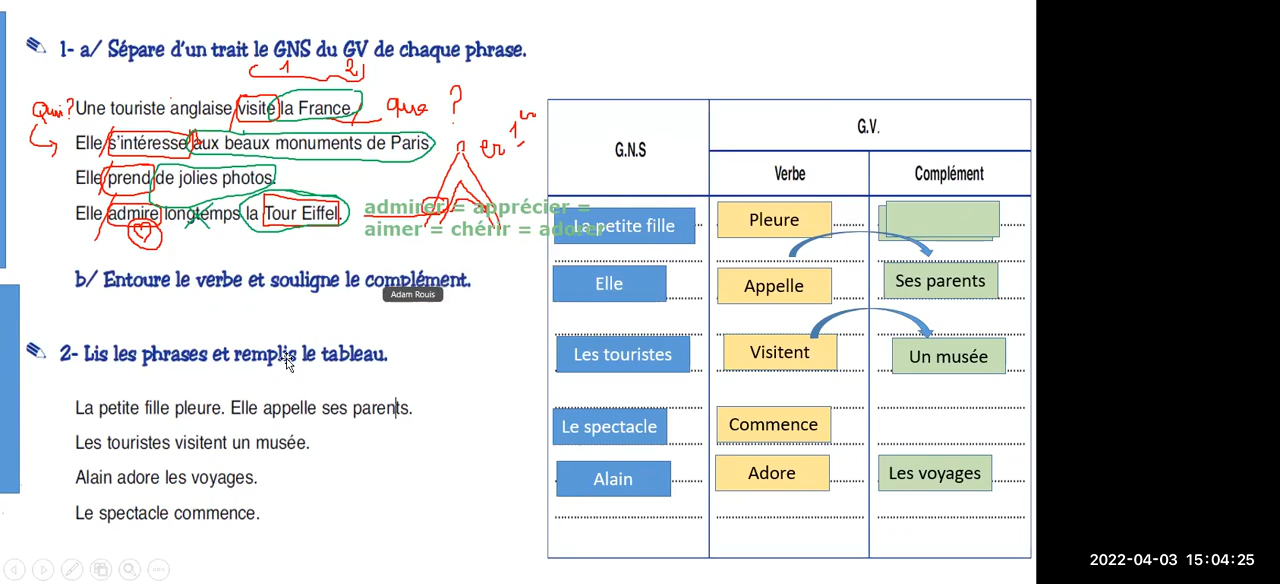 1- a/ Sépare d'un trait le GNS du GV de chaque phrase.
1 2
Qui? Une touriste anglaise visite la France. que ?
Elle s'intéresse aux beaux monuments de Paris
er 1er
Elle prend de jolies photos.
Elle admire longtemps la Tour Eiffel.
admirer = apprécier =
aimer = chérir = adorer
b/ Entoure le verbe et souligne le complément.
Adam Rouis
2- Lis les phrases et remplis le tableau.
La petite fille pleure. Elle appelle ses parents.
Les touristes visitent un musée.
Alain adore les voyages.
Le spectacle commence.
G.N.S
G.V.
Verbe
Complément
La petite fille Pleure
Elle Appelle Ses parents
Les touristes Visitent Un musée
Le spectacle Commence
Alain Adore Les voyages
2022-04-03 15:04:25